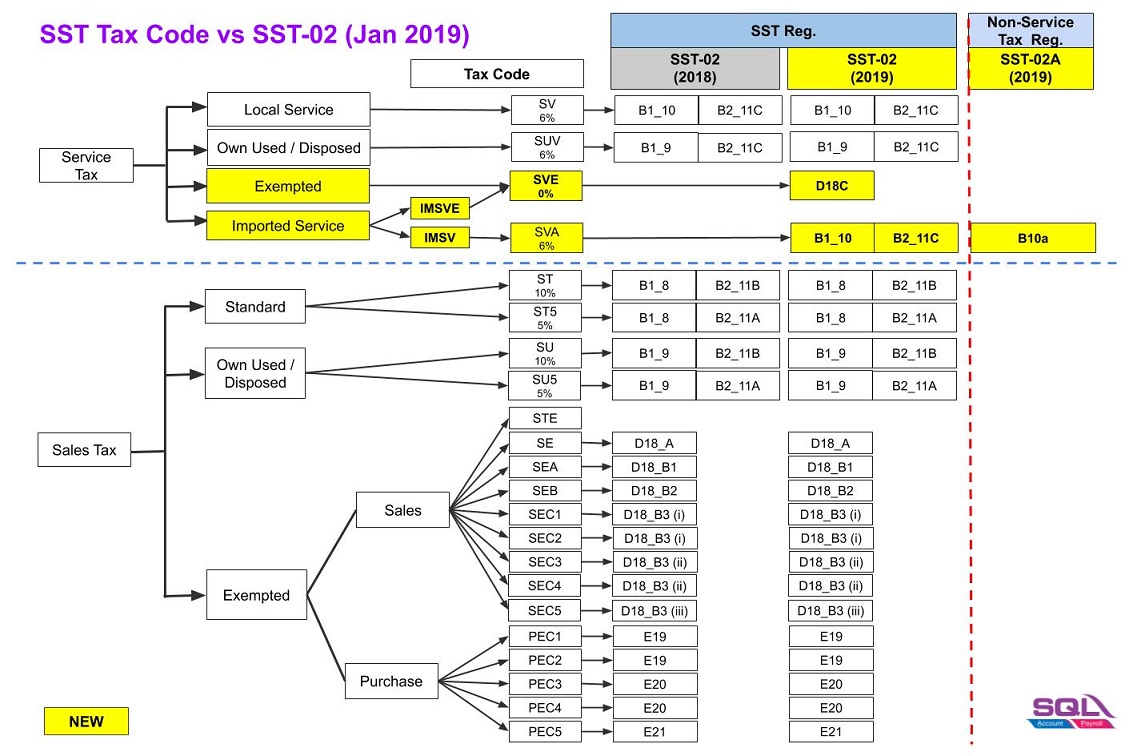 SST Tax Code vs SST-02 (Jan 2019)
SST Reg.
Non-Service
Tax Reg.
Tax Code
SST-02
(2018)
SST-02
(2019)
SST-02A
(2019)
Service
Tax
Local Service
SV
6%
B1_10 B2_11C B1_10 B2_11C
Own Used / Disposed
SUV
6%
B1_9 B2_11C B1_9 B2_11C
Exempted
SVE
0%
D18C
Imported Service
IMSVE
IMSV
SVA
6%
B1_10 B2_11C B10a
Sales Tax
Standard
ST
10%
B1_8 B2_11B B1_8 B2_11B
ST5
5%
B1_8 B2_11A B1_8 B2_11A
Own Used /
Disposed
SU
10%
B1_9 B2_11B B1_9 B2_11B
SU5
5%
B1_9 B2_11A B1_9 B2_11A
Exempted
Sales
STE
SE D18_A D18_A
SEA D18_B1 D18_B1
SEB D18_B2 D18_B2
SEC1 D18_B3 (i) D18_B3 (i)
SEC2 D18_B3 (i) D18_B3 (i)
SEC3 D18_B3 (ii) D18_B3 (ii)
SEC4 D18_B3 (ii) D18_B3 (ii)
SEC5 D18_B3 (iii) D18_B3 (iii)
Purchase
PEC1 E19 E19
PEC2 E19 E19
PEC3 E20 E20
PEC4 E20 E20
PEC5 E21 E21
NEW
SQL
Account Payroll